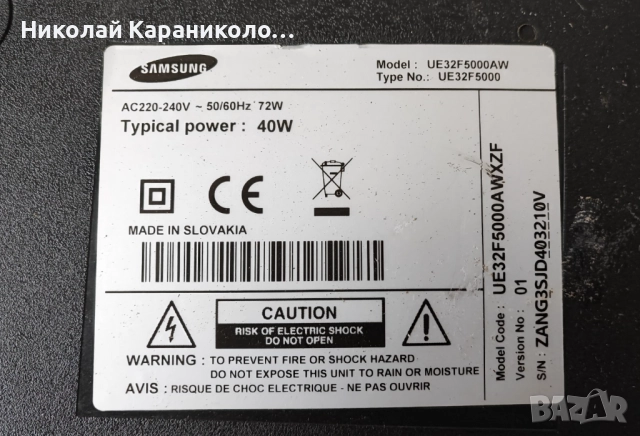 Николай Караниколо...
SAMSUNG
Model : UE32F5000AW
Type No.: UE32F5000
AC220-240V ~ 50/60Hz 72W
Typical power : 40W
CE
MADE IN SLOVAKIA
CAUTION
RISK OF ELECTRIC SHOCK
DO NOT OPEN
WARNING : TO PREVENT FIRE OR SHOCK HAZARD
DO NOT EXPOSE THIS UNIT TO RAIN OR MOISTURE
AVIS : RISQUE DE CHOC ELECTRIQUE - NE PAS OUVRIR
Model Code : UE32F5000AWXZF
Version No : 01
S/N : ZANG3SJD403210V
BAZAR